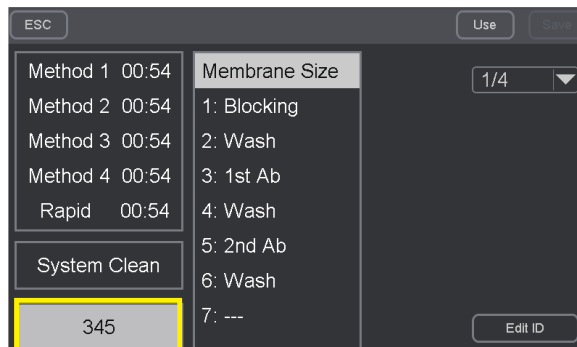 ESC
Use
Save
Method 1 00:54
Method 2 00:54
Method 3 00:54
Method 4 00:54
Rapid 00:54
System Clean
345
Membrane Size
1: Blocking
2: Wash
3: 1st Ab
4: Wash
5: 2nd Ab
6: Wash
7: ---
1/4
Edit ID